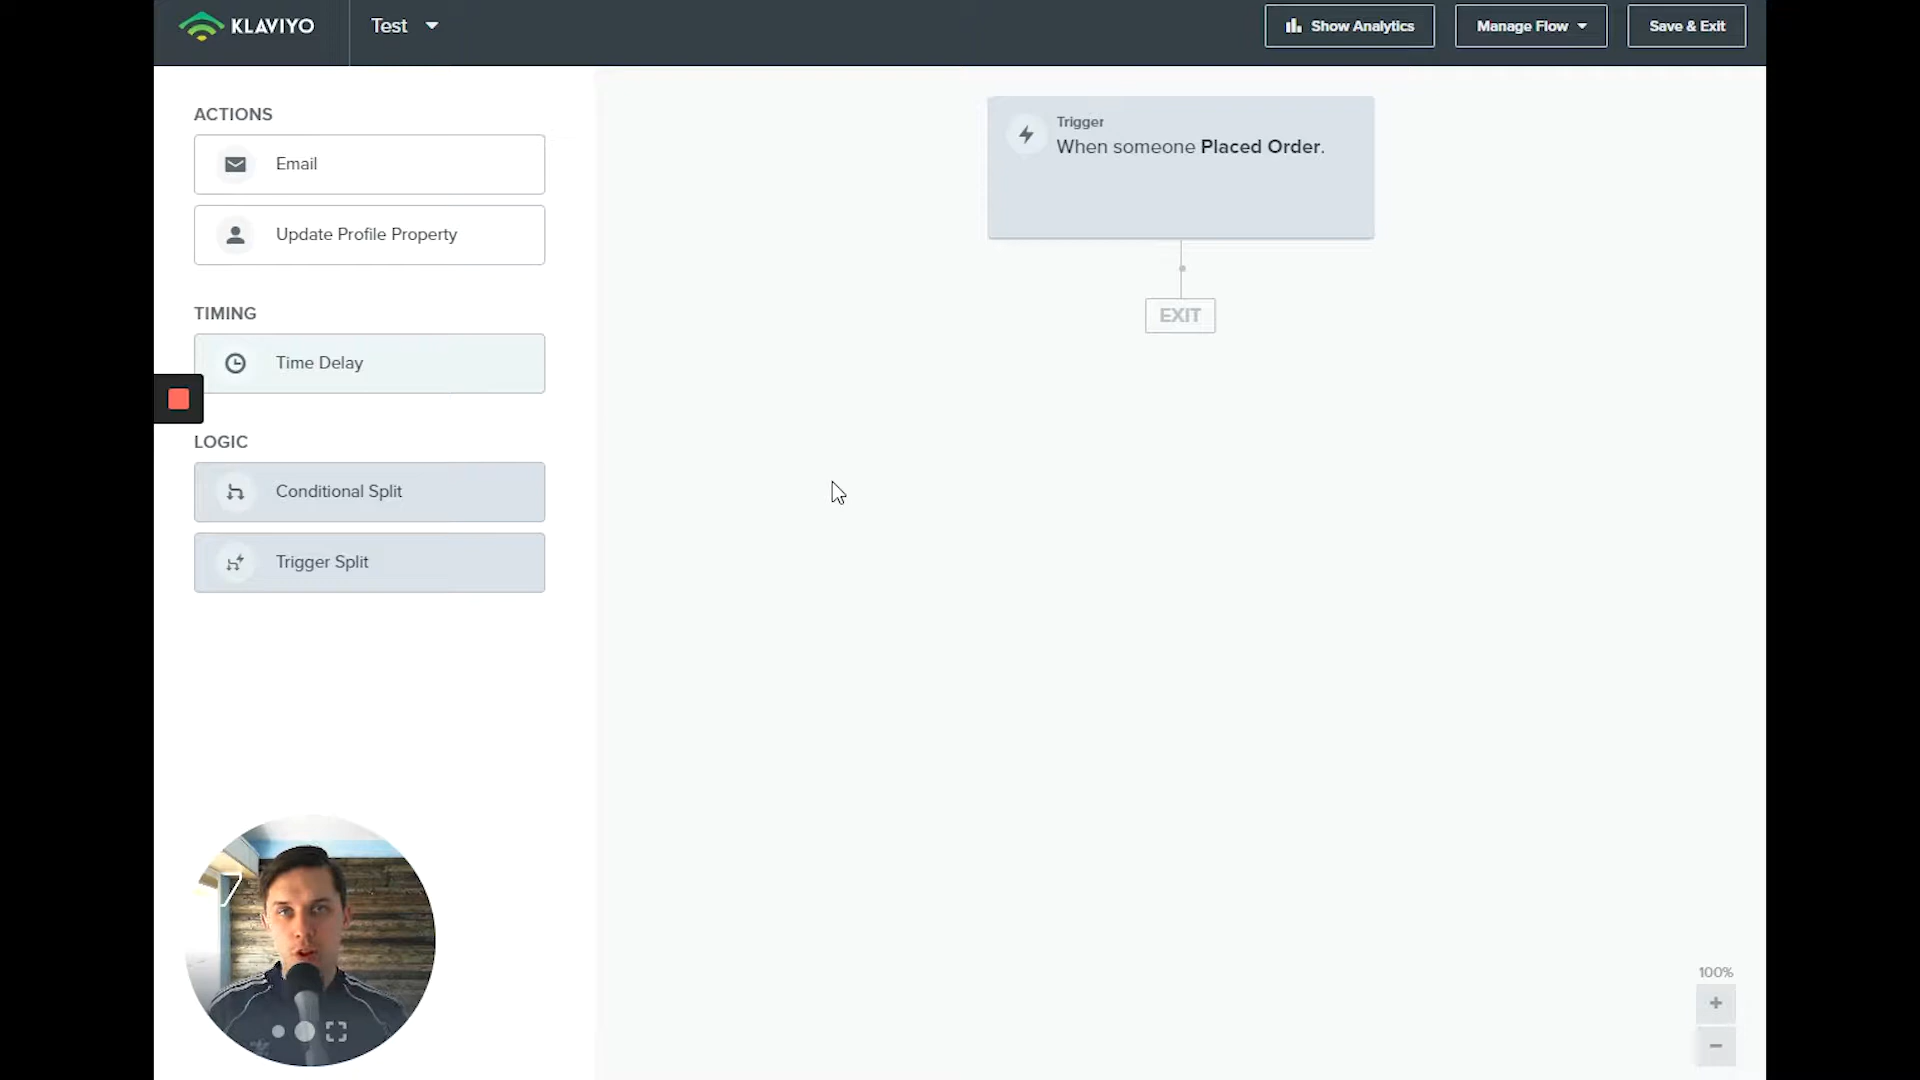 KLAVIYO
Test
Show Analytics
Manage Flow
Save & Exit
ACTIONS
Email
Update Profile Property
TIMING
Time Delay
LOGIC
Conditional Split
Trigger Split
Trigger
When someone Placed Order.
EXIT
100%